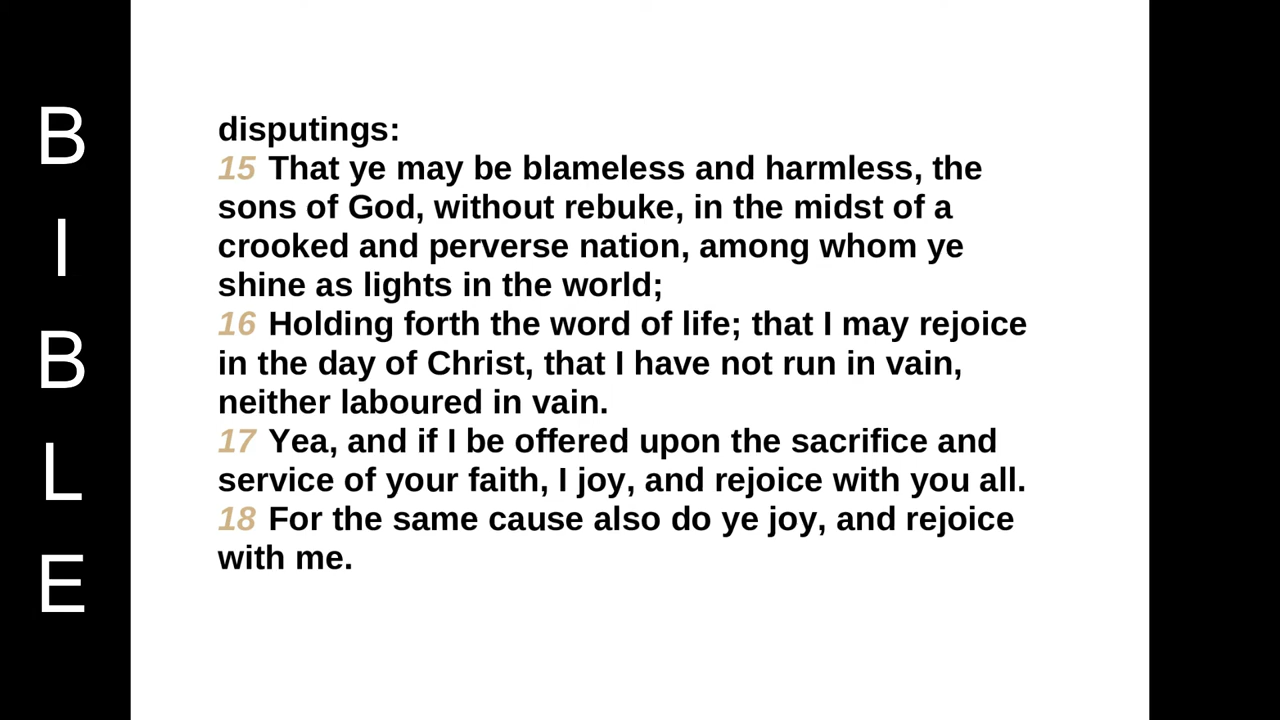 BIBLE
disputings:
15 That ye may be blameless and harmless, the
sons of God, without rebuke, in the midst of a
crooked and perverse nation, among whom ye
shine as lights in the world;
16 Holding forth the word of life; that I may rejoice
in the day of Christ, that I have not run in vain,
neither laboured in vain.
17 Yea, and if I be offered upon the sacrifice and
service of your faith, I joy, and rejoice with you all.
18 For the same cause also do ye joy, and rejoice
with me.